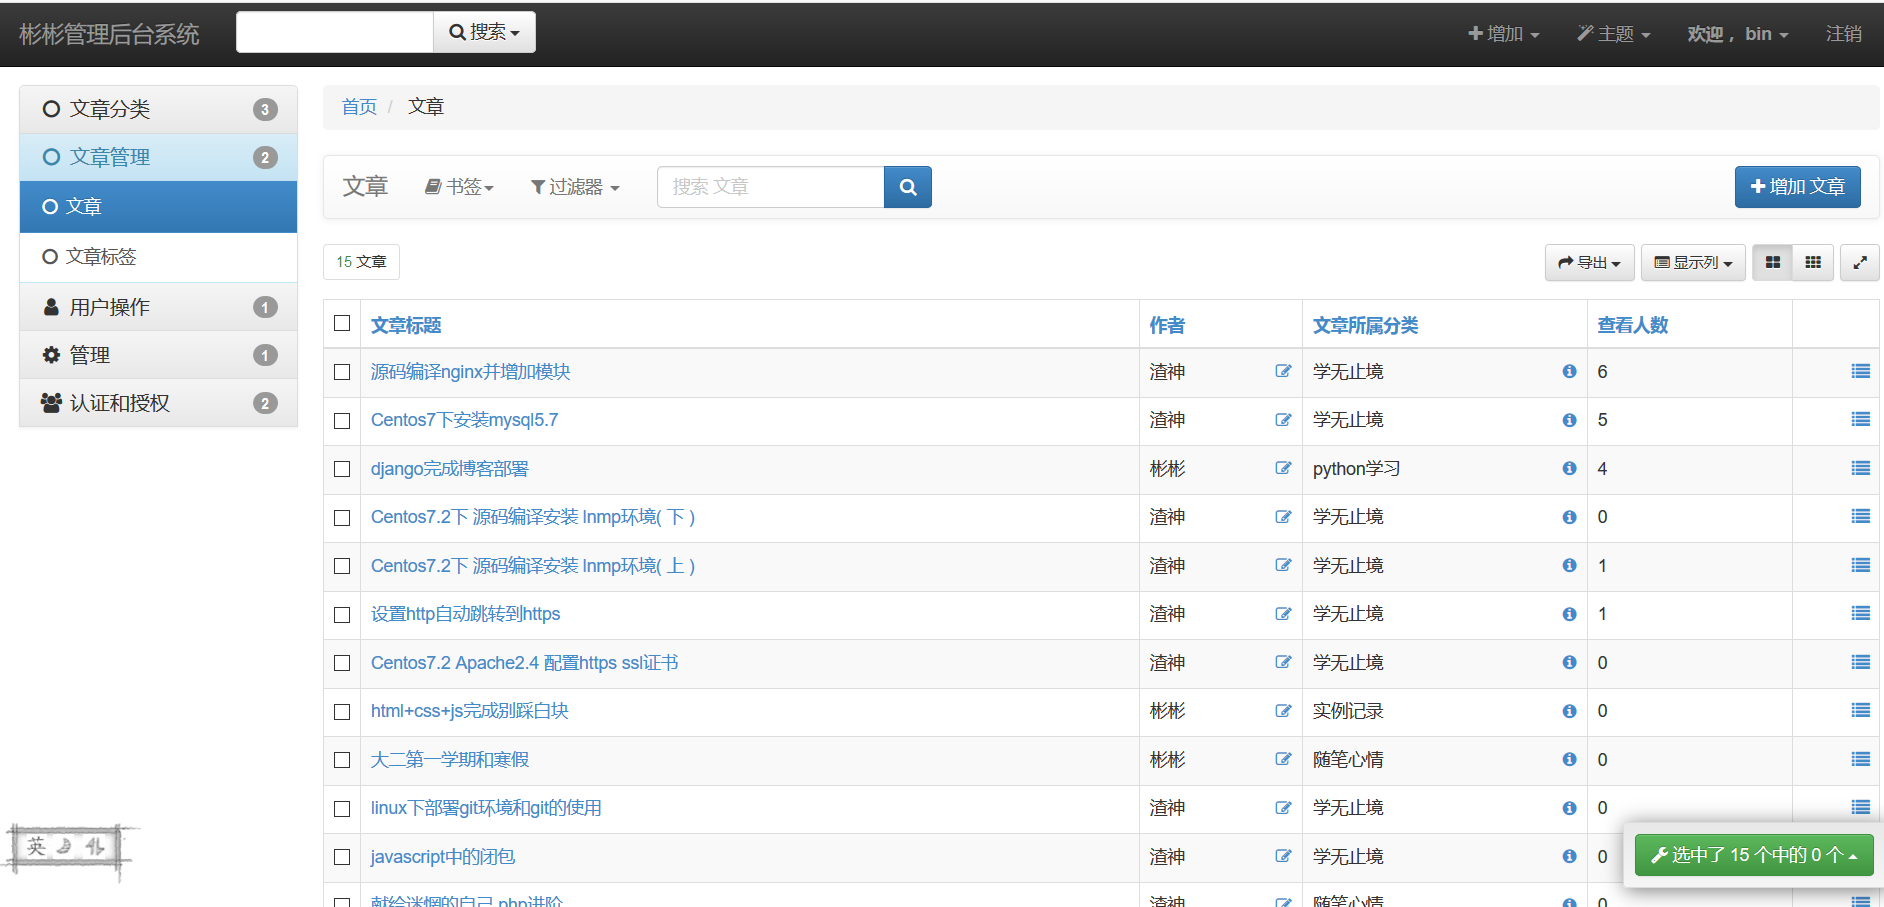 彬彬管理后台系统 搜索 增加 主题 欢迎， bin 注销
文章分类 3
文章管理 2
文章
文章标签
用户操作 1
管理 1
认证和授权 2
首页 / 文章
文章 书签 过滤器 搜索 文章 增加 文章
15 文章 导出 显示列
文章标题 作者 文章所属分类 查看人数
源码编译nginx并增加模块 渣神 学无止境 6
Centos7下安装mysql5.7 渣神 学无止境 5
django完成博客部署 彬彬 python学习 4
Centos7.2下 源码编译安装 lnmp环境( 下 ) 渣神 学无止境 0
Centos7.2下 源码编译安装 lnmp环境( 上 ) 渣神 学无止境 1
设置http自动跳转到https 渣神 学无止境 1
Centos7.2 Apache2.4 配置https ssl证书 渣神 学无止境 0
html+css+js完成别踩白块 彬彬 实例记录 0
大二第一学期和寒假 彬彬 随笔心情 0
linux下部署git环境和git的使用 渣神 学无止境 0
javascript中的闭包 渣神 学无止境 0
献给迷惘的自己 php进阶 渣神 随笔心情 0
选中了 15 个中的 0 个
英